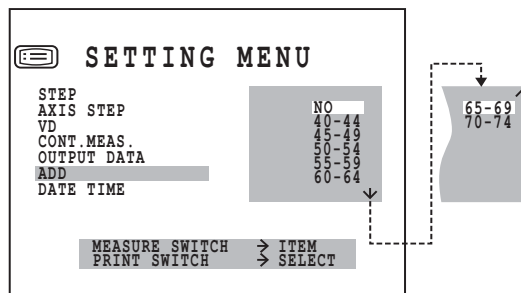 SETTING MENU
STEP
AXIS STEP
VD
CONT.MEAS.
OUTPUT DATA
ADD
DATE TIME
NO
40-44
45-49
50-54
55-59
60-64
65-69
70-74
MEASURE SWITCH → ITEM
PRINT SWITCH → SELECT